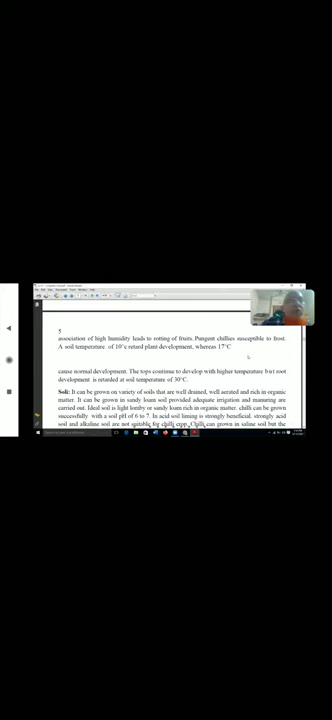 5
association of high humidity leads to rotting of fruits. Pungent chillies susceptible to frost.
A soil temperature of 10°c retard plant development, whereas 17°C
cause normal development. The tops continue to develop with higher temperature but root
development is retarded at soil temperature of 30°C.
Soli: It can be grown on variety of soils that are well drained, well aerated and rich in organic
matter. It can be grown in sandy loam soil provided adequate irrigation and manuring are
carried out. Ideal soil is light lomby or sandy loam rich in organic matter. chilli can be grown
successfully with a soil pH of 6 to 7. In acid soil liming is strongly beneficial. strongly acid
soil and alkaline soil are not suitable for chilli crop. Chilli can grown in saline soil but the